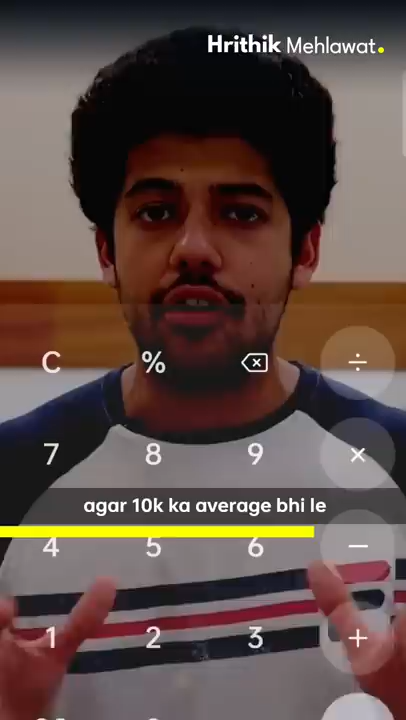 Hrithik Mehlawat.
C % ÷
7 8 9 ×
agar 10k ka average bhi le
4 5 6 −
1 2 3 +